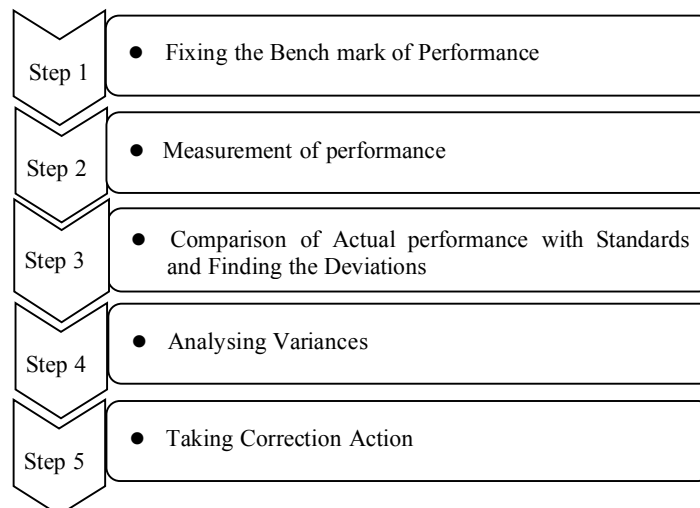 Step 1
● Fixing the Bench mark of Performance
Step 2
● Measurement of performance
Step 3
● Comparison of Actual performance with Standards
and Finding the Deviations
Step 4
● Analysing Variances
Step 5
● Taking Correction Action